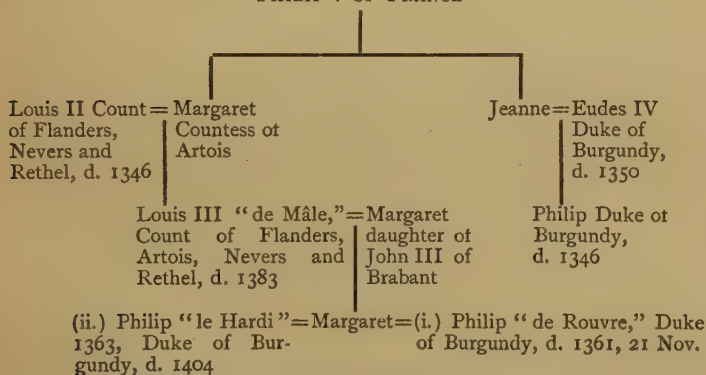 Louis II Count = Margaret
of Flanders, Countess ot
Nevers and Artois
Rethel, d. 1346
Jeanne = Eudes IV
Duke of
Burgundy,
d. 1350
Louis III "de Mâle," = Margaret
Count of Flanders, daughter ot
Artois, Nevers and John III of
Rethel, d. 1383 Brabant
Philip Duke ot
Burgundy,
d. 1346
(ii.) Philip "le Hardi" = Margaret = (i.) Philip "de Rouvre," Duke
1363, Duke of Bur- of Burgundy, d. 1361, 21 Nov.
gundy, d. 1404